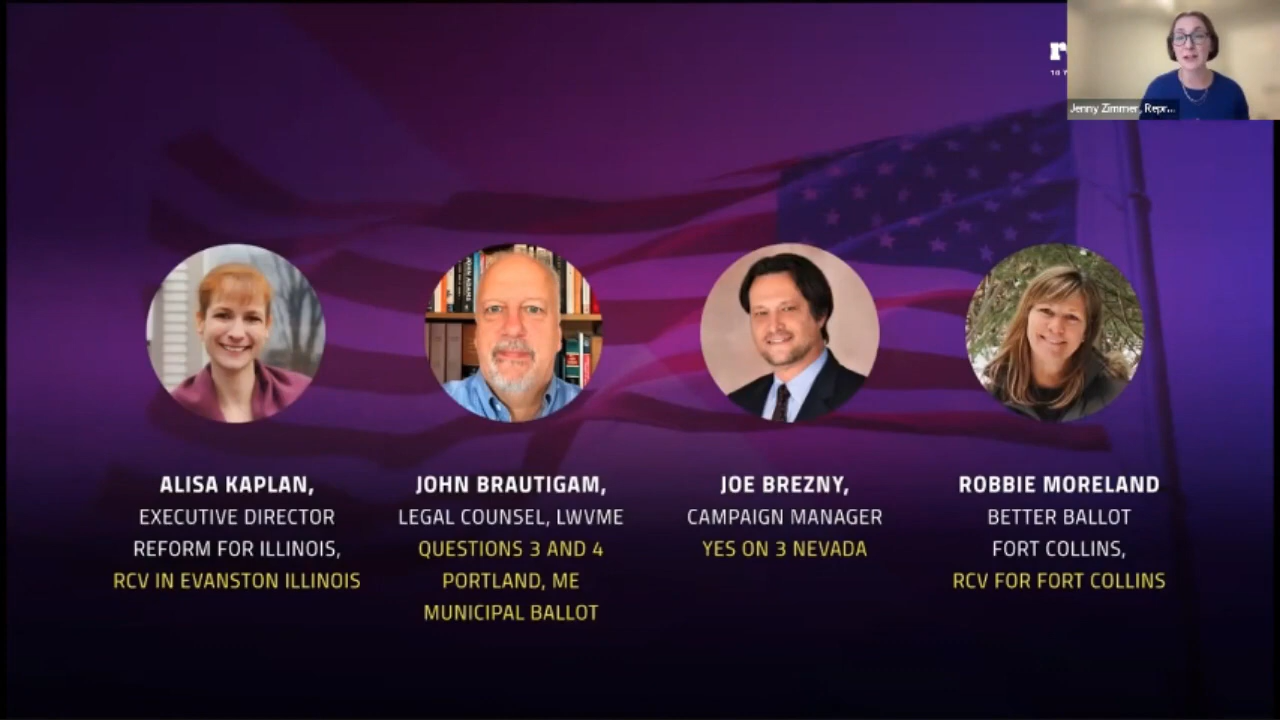 Jenny Zimmer, Repr...
ALISA KAPLAN,
EXECUTIVE DIRECTOR
REFORM FOR ILLINOIS,
RCV IN EVANSTON ILLINOIS
JOHN BRAUTIGAM,
LEGAL COUNSEL, LWVME
QUESTIONS 3 AND 4
PORTLAND, ME
MUNICIPAL BALLOT
JOE BREZNY,
CAMPAIGN MANAGER
YES ON 3 NEVADA
ROBBIE MORELAND
BETTER BALLOT
FORT COLLINS,
RCV FOR FORT COLLINS